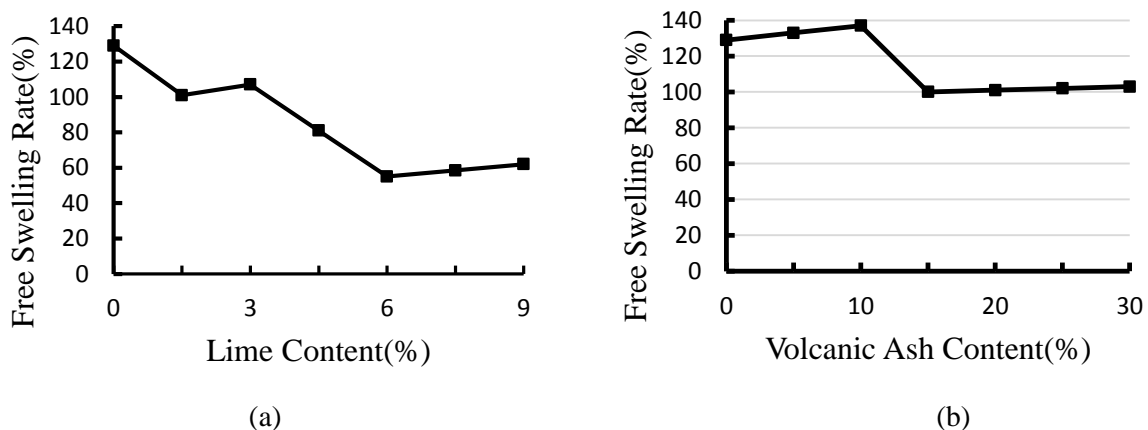 Free Swelling Rate(%)
140
120
100
80
60
40
20
0
0 3 6 9
Lime Content(%)
(a)
Free Swelling Rate(%)
140
120
100
80
60
40
20
0
0 10 20 30
Volcanic Ash Content(%)
(b)